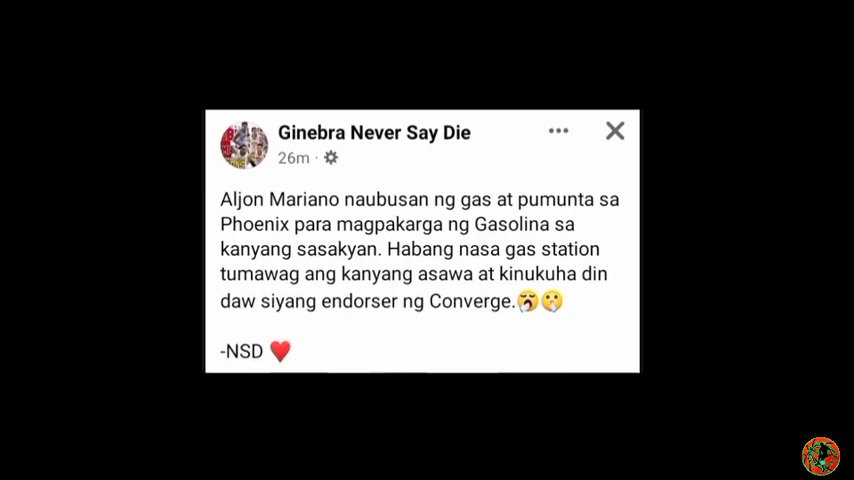 Ginebra Never Say Die
26m ·
Aljon Mariano naubusan ng gas at pumunta sa
Phoenix para magpakarga ng Gasolina sa
kanyang sasakyan. Habang nasa gas station
tumawag ang kanyang asawa at kinukuha din
daw siyang endorser ng Converge.🥱🤫
-NSD ❤️